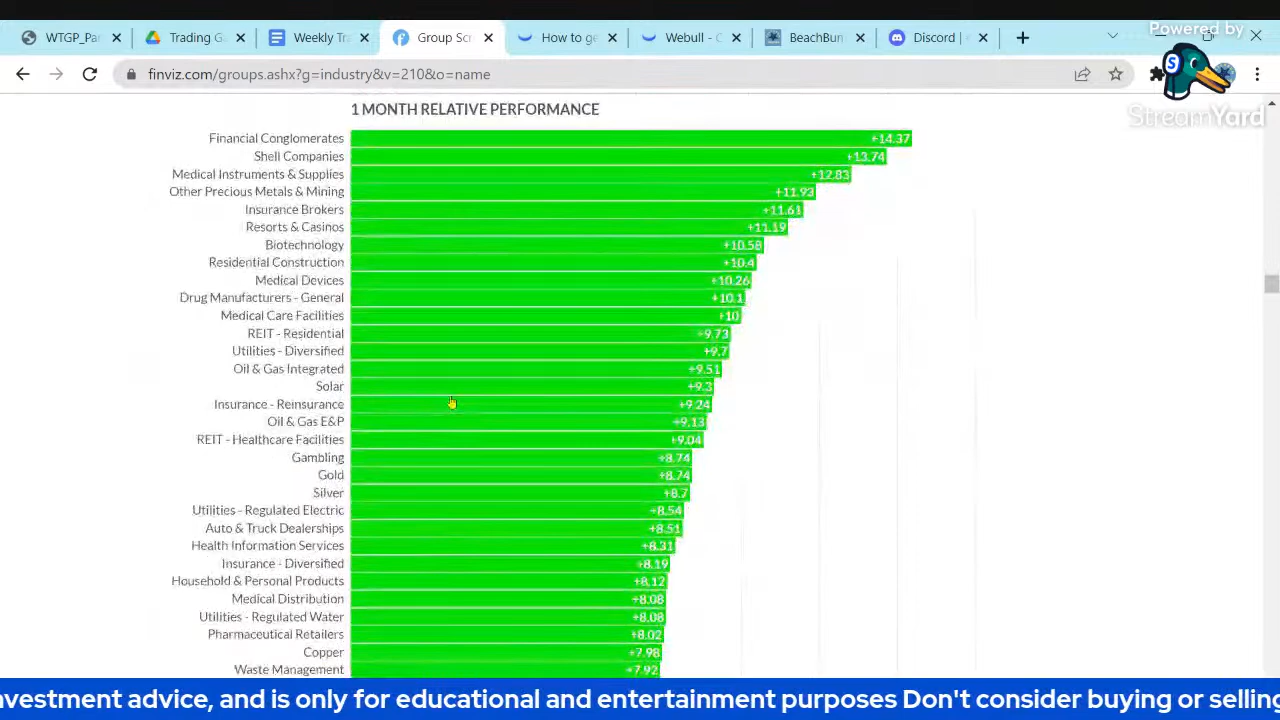 Powered by
WTGP_Par
Trading G
Weekly Tra
Group Sc
How to ge
Webull - C
BeachBun
Discord |
finviz.com/groups.ashx?g=industry&v=210&o=name
StreamYard
1 MONTH RELATIVE PERFORMANCE
Financial Conglomerates +14.37
Shell Companies +13.74
Medical Instruments & Supplies +12.83
Other Precious Metals & Mining +11.93
Insurance Brokers +11.61
Resorts & Casinos +11.19
Biotechnology +10.58
Residential Construction +10.4
Medical Devices +10.26
Drug Manufacturers - General +10.1
Medical Care Facilities +10
REIT - Residential +9.73
Utilities - Diversified +9.7
Oil & Gas Integrated +9.51
Solar +9.3
Insurance - Reinsurance +9.24
Oil & Gas E&P +9.13
REIT - Healthcare Facilities +9.04
Gambling +8.74
Gold +8.74
Silver +8.7
Utilities - Regulated Electric +8.54
Auto & Truck Dealerships +8.51
Health Information Services +8.31
Insurance - Diversified +8.19
Household & Personal Products +8.12
Medical Distribution +8.08
Utilities - Regulated Water +8.08
Pharmaceutical Retailers +8.02
Copper +7.98
Waste Management +7.92
nvestment advice, and is only for educational and entertainment purposes Don't consider buying or selling